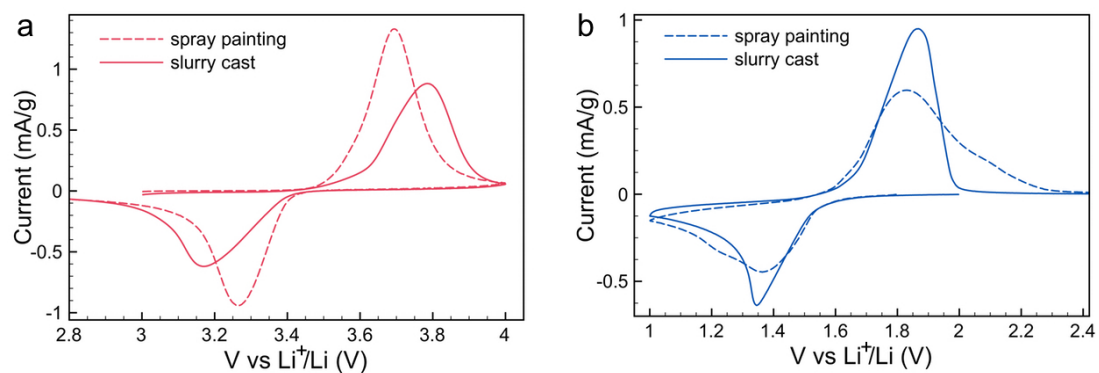 a
spray painting
slurry cast
Current (mA/g)
1
0.5
0
-0.5
-1
2.8 3 3.2 3.4 3.6 3.8 4
V vs Li⁺/Li (V)
b
spray painting
slurry cast
Current (mA/g)
1
0.5
0
-0.5
1 1.2 1.4 1.6 1.8 2 2.2 2.4
V vs Li⁺/Li (V)